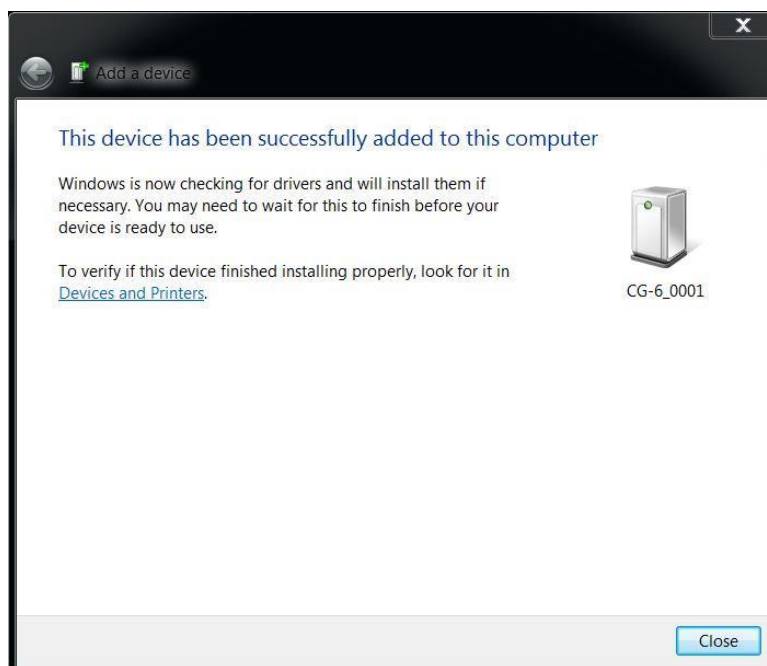 X
Add a device
This device has been successfully added to this computer
Windows is now checking for drivers and will install them if
necessary. You may need to wait for this to finish before your
device is ready to use.
To verify if this device finished installing properly, look for it in
Devices and Printers.
CG-6_0001
Close